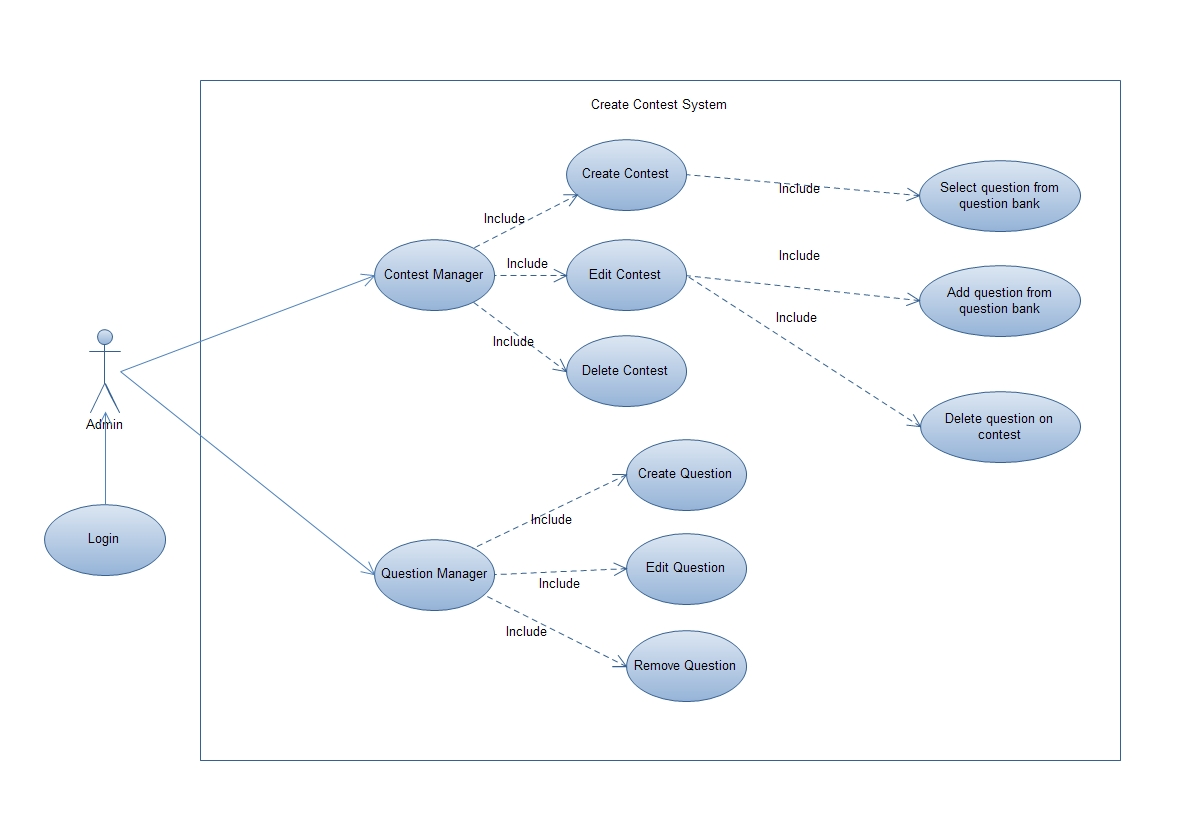 Create Contest System
Create Contest
Include
Select question from
question bank
Include
Contest Manager
Include
Edit Contest
Include
Add question from
question bank
Include
Include
Delete Contest
Delete question on
contest
Admin
Login
Create Question
Include
Question Manager
Include
Edit Question
Include
Remove Question